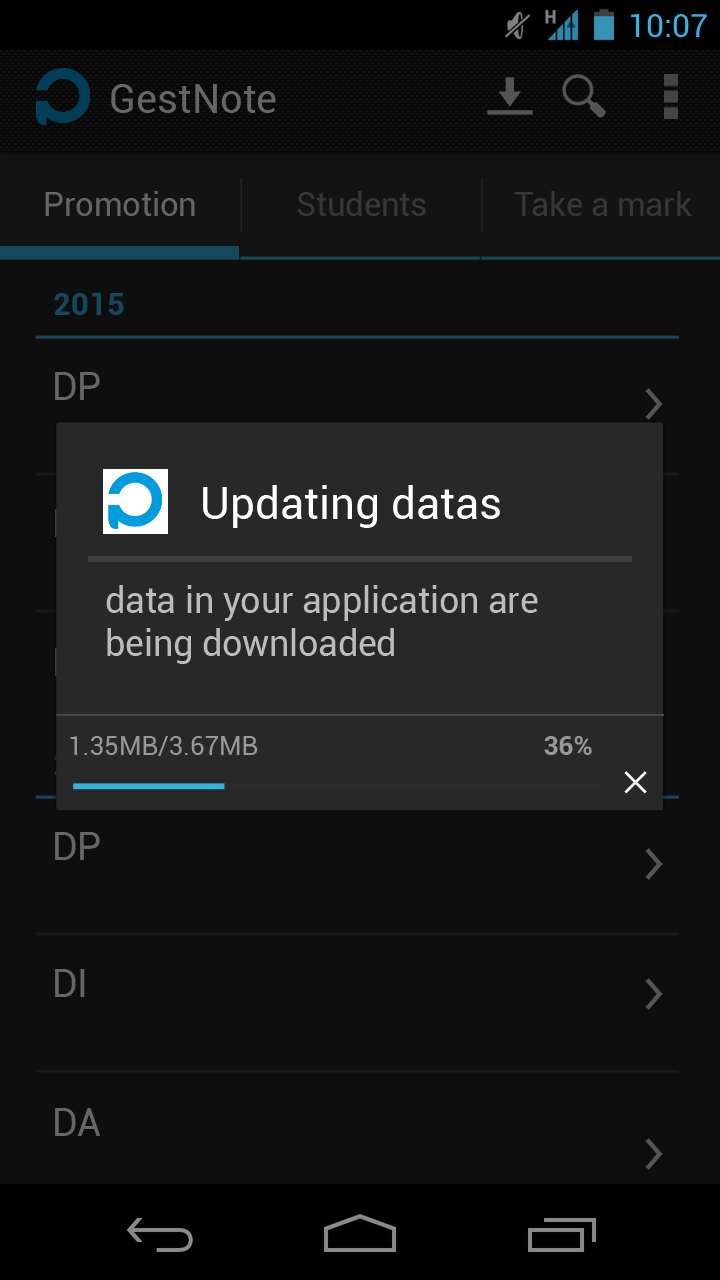 H 10:07
GestNote
Promotion Students Take a mark
2015
DP
Updating datas
data in your application are
being downloaded
1.35MB/3.67MB 36%
DP
DI
DA